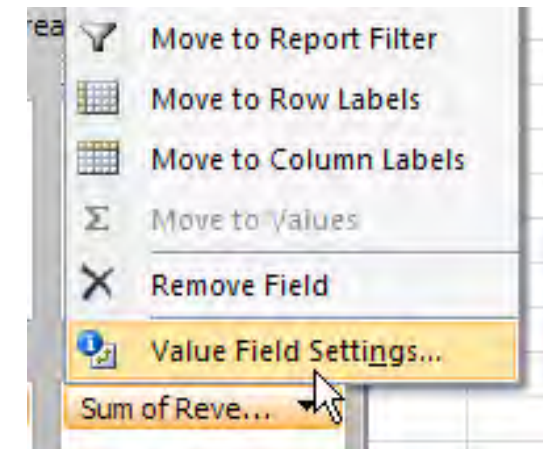 rea
Move to Report Filter
Move to Row Labels
Move to Column Labels
Σ Move to Values
Remove Field
Value Field Settings...
Sum of Reve...